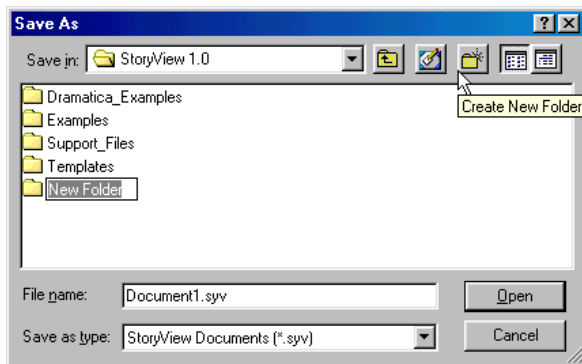 Save As
Save in: StoryView 1.0
Create New Folder
Dramatica_Examples
Examples
Support_Files
Templates
New Folder
File name: Document1.syv Open
Save as type: StoryView Documents (*.syv) Cancel